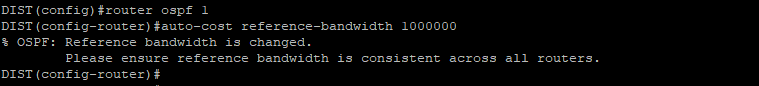 DIST(config)#router ospf 1
DIST(config-router)#auto-cost reference-bandwidth 1000000
% OSPF: Reference bandwidth is changed.
        Please ensure reference bandwidth is consistent across all routers.
DIST(config-router)#